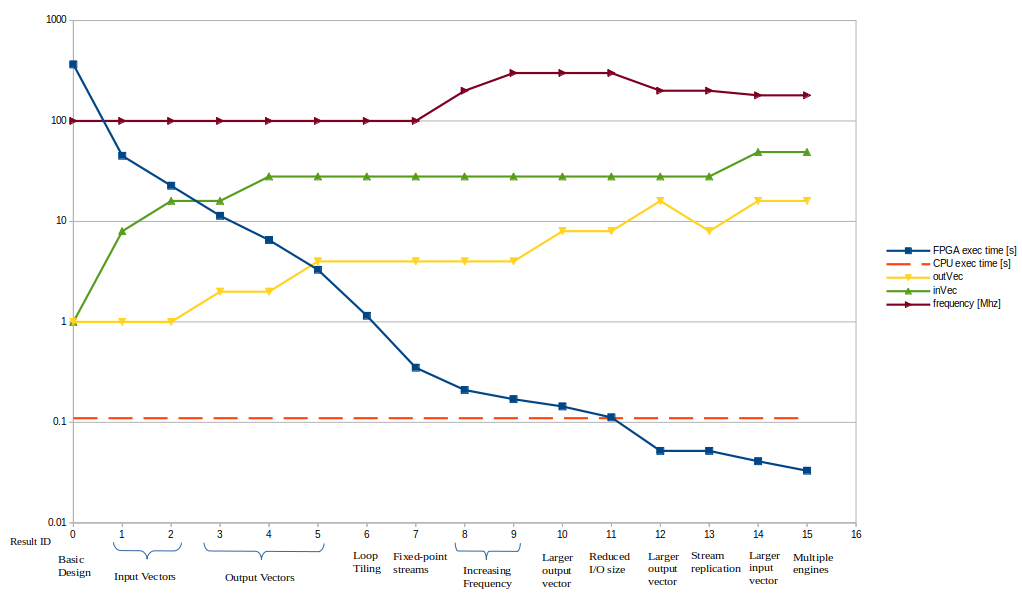 1000
100
10
1
0.1
0.01
FPGA exec time [s]
CPU exec time [s]
outVec
inVec
frequency [Mhz]
0 1 2 3 4 5 6 7 8 9 10 11 12 13 14 15 16
Result ID
Basic
Design
Input Vectors
Output Vectors
Loop
Tiling
Fixed-point
streams
Increasing
Frequency
Larger
output
vector
Reduced
I/O size
Larger
output
vector
Stream
replication
Larger
input
vector
Multiple
engines